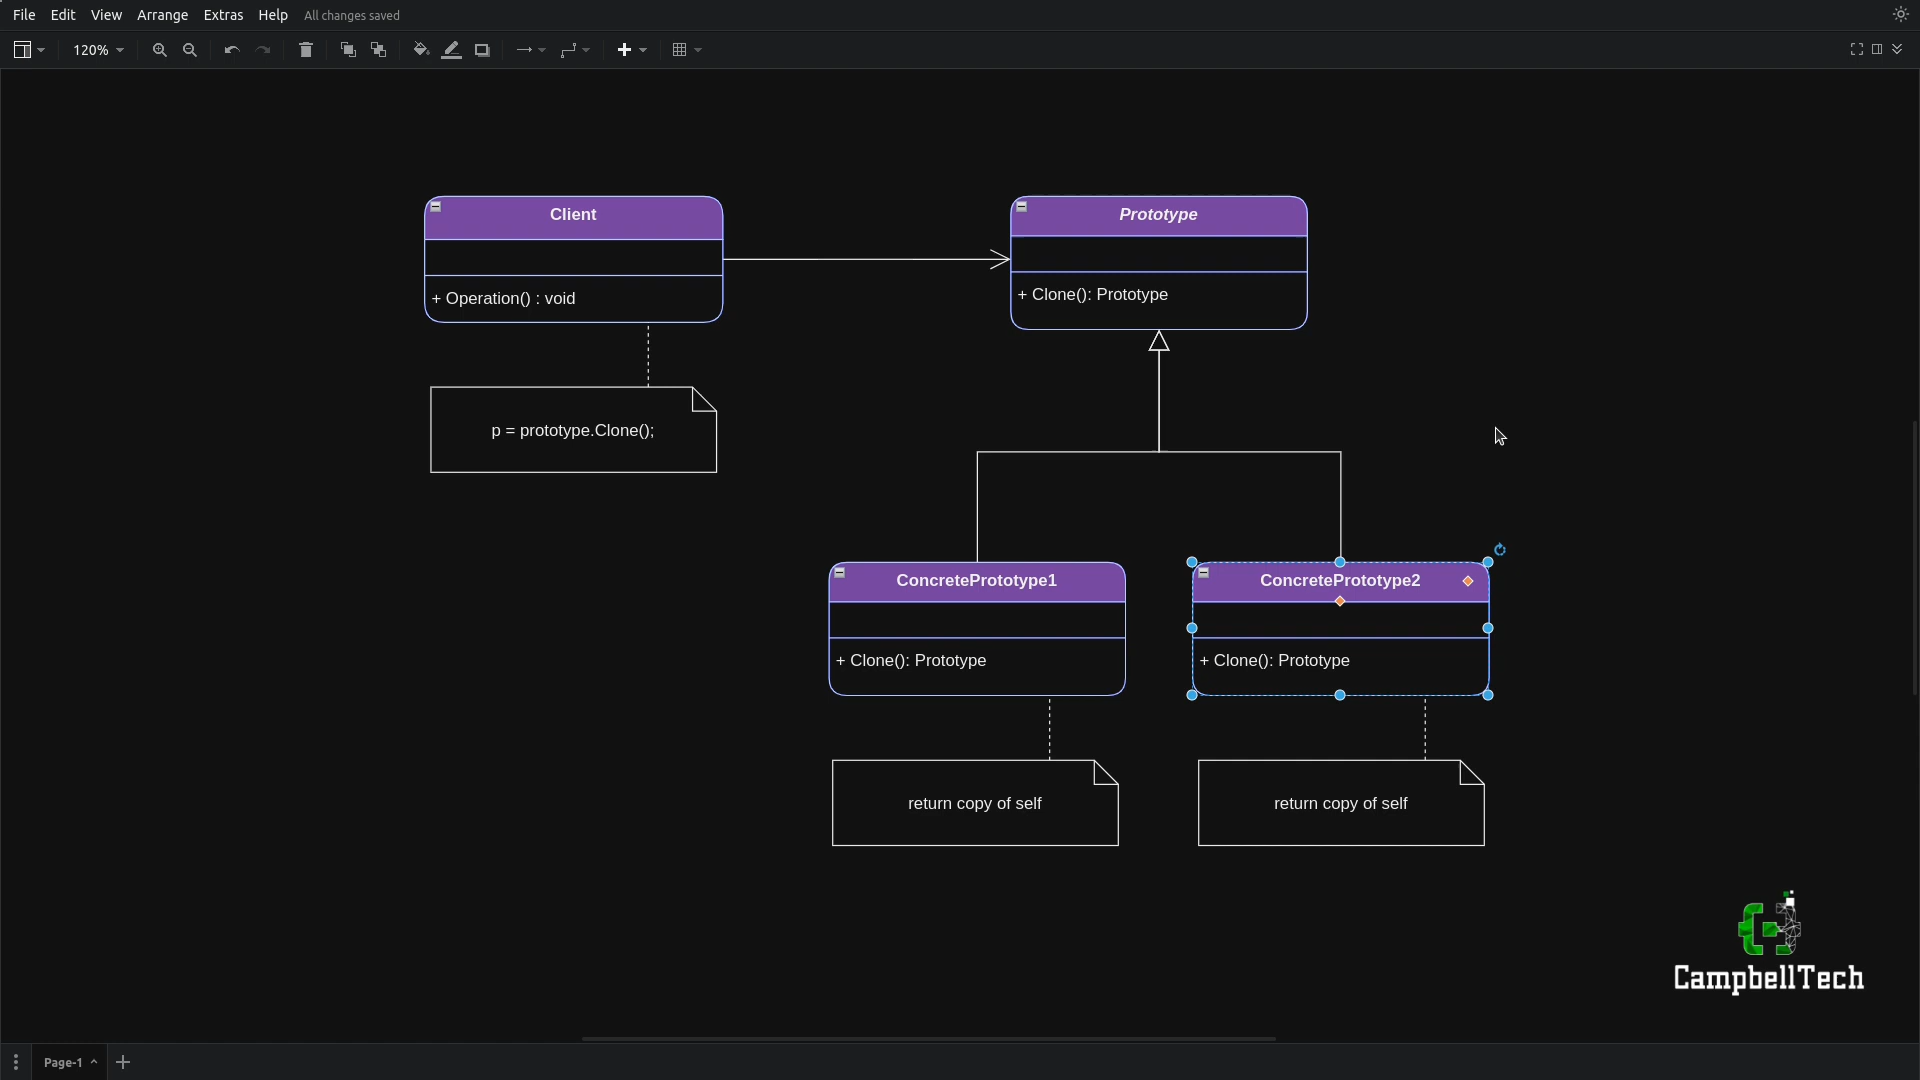 File Edit View Arrange Extras Help All changes saved
120%
Client
+ Operation() : void
p = prototype.Clone();
Prototype
+ Clone(): Prototype
ConcretePrototype1
+ Clone(): Prototype
return copy of self
ConcretePrototype2
+ Clone(): Prototype
return copy of self
CampbellTech
Page-1